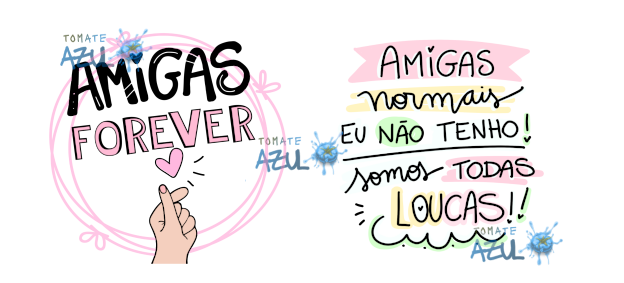 TOMATE
AZUL
AMIGAS
FOREVER
TOMATE
AZUL
AMIGAS
normais
EU NÃO TENHO!
somos TODAS
LOUCAS!!
TOMATE
AZUL